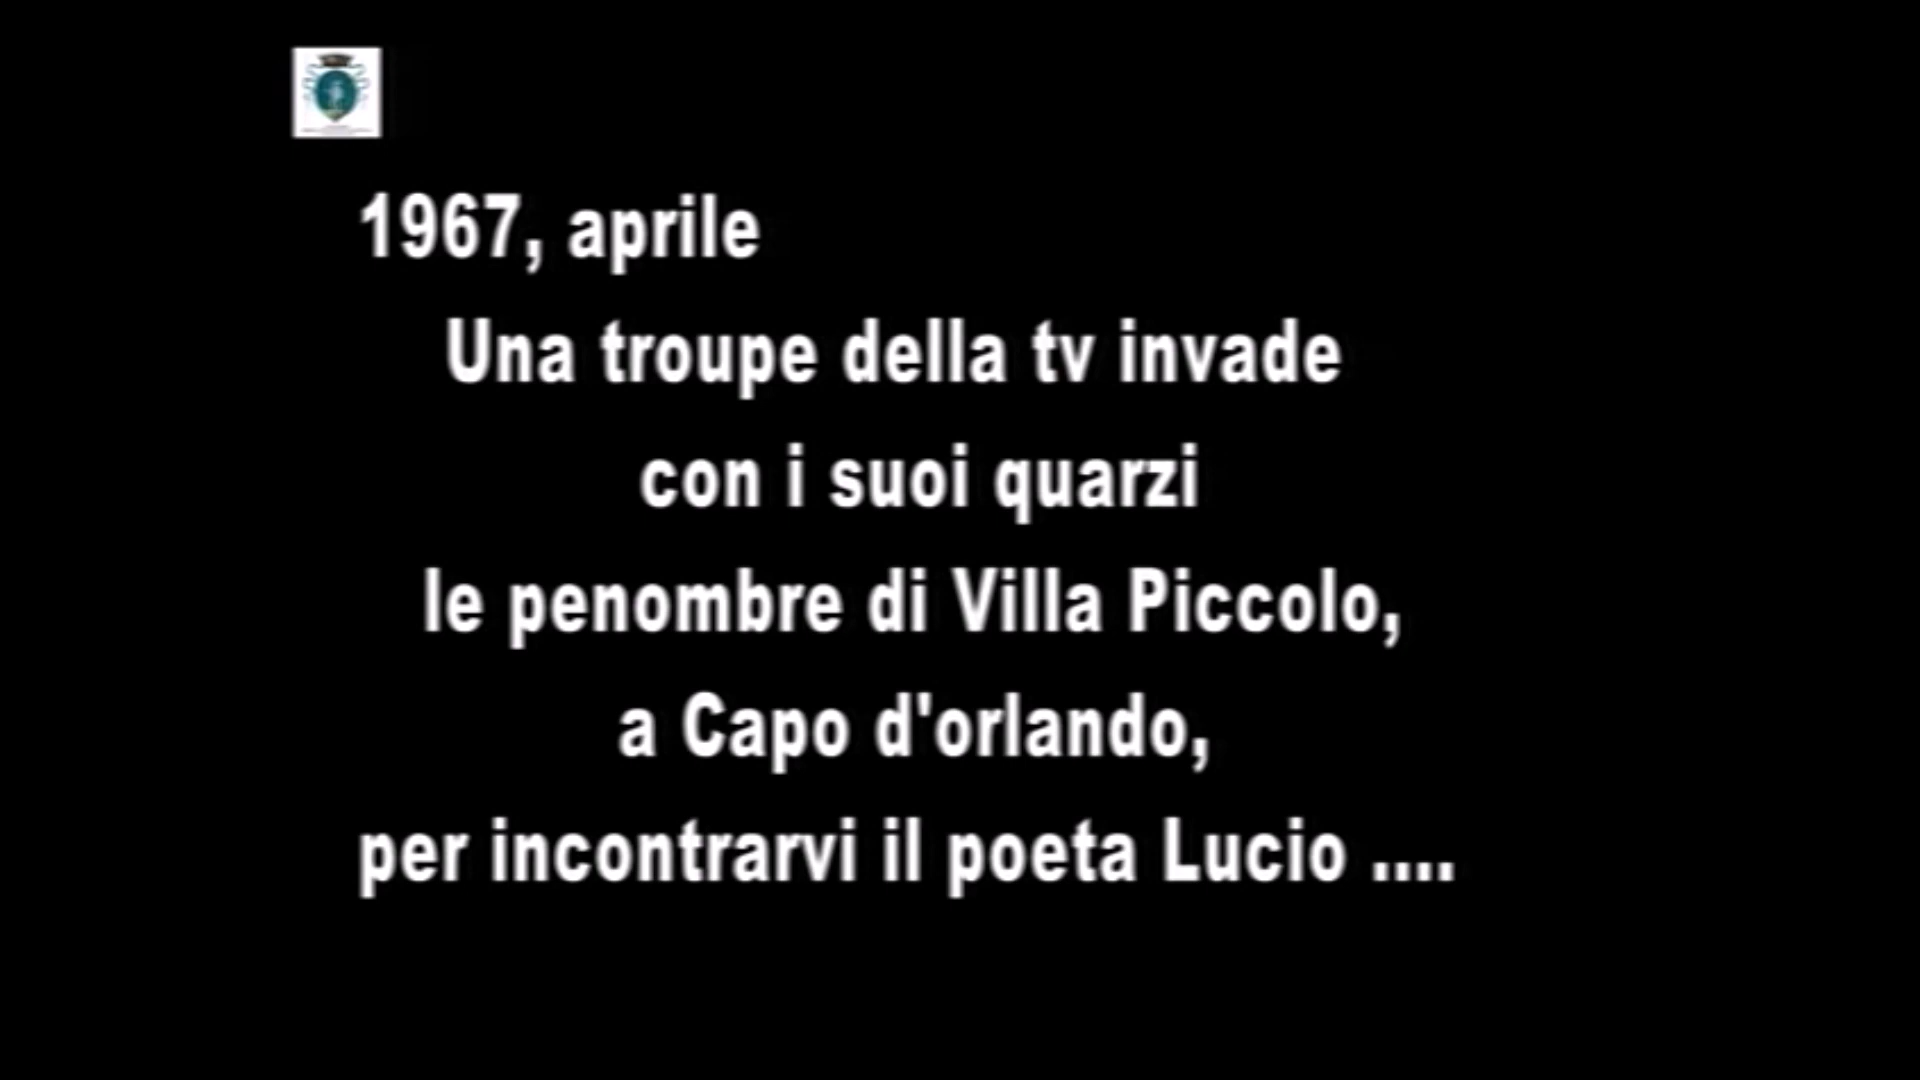 1967, aprile
Una troupe della tv invade
con i suoi quarzi
le penombre di Villa Piccolo,
a Capo d'orlando,
per incontrarvi il poeta Lucio ....